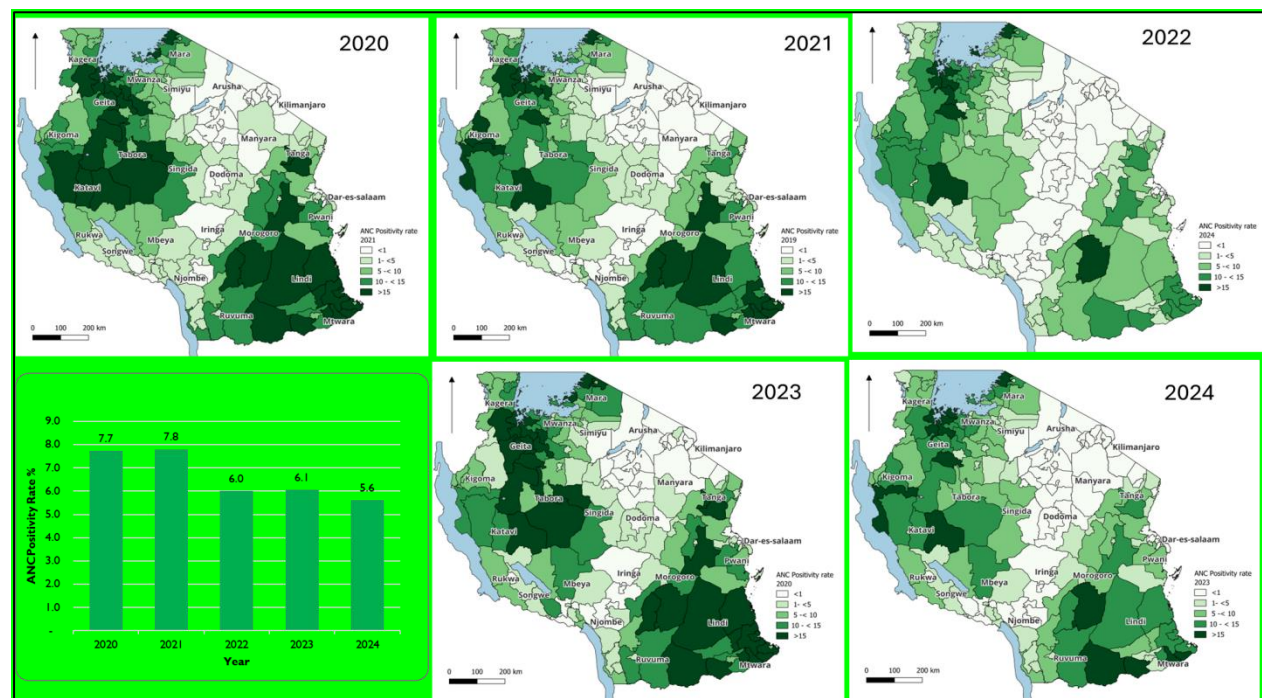 2020
Kagera
Mara
Mwanza
Simiyu
Arusha
Geita
Kilimanjaro
Kigoma
Manyara
Tabora
Tanga
Singida
Katavi
Dodoma
Dar-es-salaam
Pwani
Iringa
Morogoro
Rukwa
Mbeya
Songwe
Lindi
Njombe
Ruvuma
Mtwara
ANC Positivity rate
2021
<1
1- <5
5 -< 10
10 - < 15
>15
0 100 200 km
2021
Kagera
Mara
Mwanza
Simiyu
Arusha
Geita
Kilimanjaro
Kigoma
Manyara
Tabora
Tanga
Singida
Katavi
Dodoma
Dar-es-salaam
Pwani
Iringa
Morogoro
Rukwa
Mbeya
Songwe
Lindi
Njombe
Ruvuma
Mtwara
ANC Positivity rate
2019
<1
1- <5
5 -< 10
10 - < 15
>15
0 100 200 km
2022
ANC Positivity rate
2024
<1
1- <5
5 -< 10
10 - < 15
>15
0 100 200 km
ANCPositivity Rate %
9.0
8.0
7.0
6.0
5.0
4.0
3.0
2.0
1.0
-
7.7
7.8
6.0
6.1
5.6
2020 2021 2022 2023 2024
Year
2023
Kagera
Mara
Mwanza
Simiyu
Arusha
Geita
Kilimanjaro
Kigoma
Manyara
Tabora
Tanga
Singida
Katavi
Dodoma
Dar-es-salaam
Pwani
Iringa
Morogoro
Rukwa
Mbeya
Songwe
Lindi
Njombe
Ruvuma
Mtwara
ANC Positivity rate
2020
<1
1- <5
5 -< 10
10 - < 15
>15
0 100 200 km
2024
Kagera
Mara
Mwanza
Simiyu
Arusha
Geita
Kilimanjaro
Kigoma
Manyara
Tabora
Tanga
Singida
Katavi
Dodoma
Dar-es-salaam
Pwani
Iringa
Morogoro
Rukwa
Mbeya
Songwe
Lindi
Njombe
Ruvuma
Mtwara
ANC Positivity rate
2023
<1
1- <5
5 -< 10
10 - < 15
>15
0 100 200 km